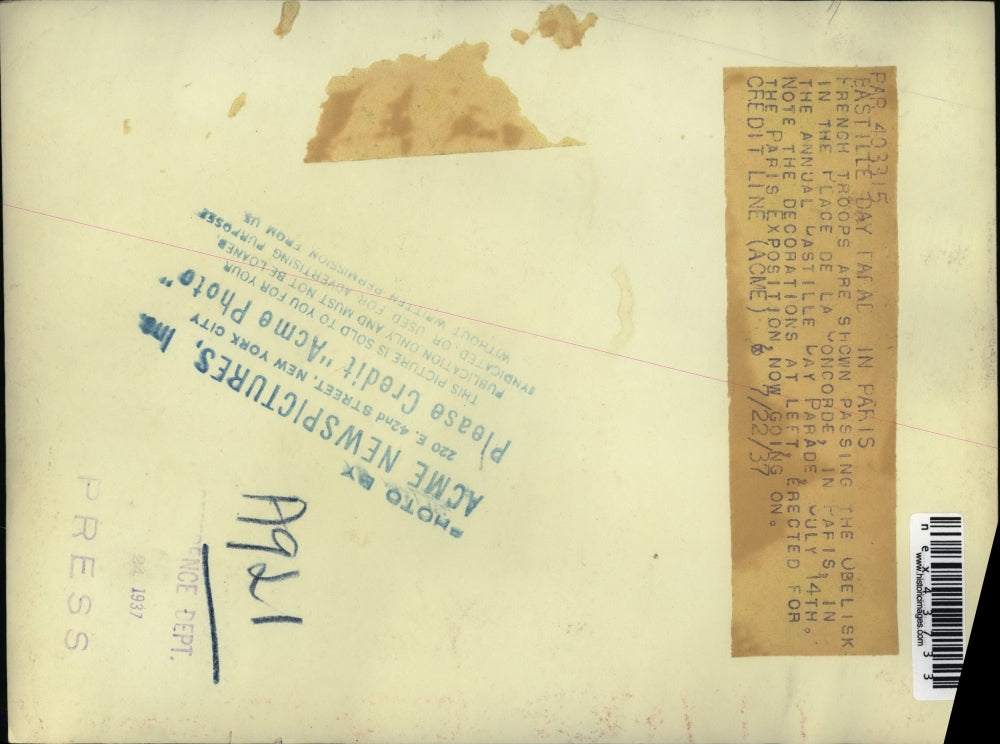 PAR 403315
BASTILLE DAY PARAD IN PARIS
FRENCH TROOPS ARE SHOWN PASSING THE OBELISK
IN THE PLACE DE LA CONCORDE, IN PARIS, IN
THE ANNUAL BASTILLE DAY PARADE JULY 14TH.
NOTE THE DECORATIONS AT LEFT, ERECTED FOR
THE PARIS EXPOSITION, NOW GOING ON.
CREDIT LINE (ACME) 7/22/37
PHOTO BY
ACME NEWSPICTURES, Inc.
220 E. 42nd STREET, NEW YORK CITY
Please Credit "Acme Photo"
THIS PICTURE IS SOLD TO YOU FOR YOUR
PUBLICATION ONLY AND MUST NOT BE LOANED,
SYNDICATED, OR USED FOR ADVERTISING PURPOSES
WITHOUT WRITTEN PERMISSION FROM US.
Ag21
ENCE DEPT.
24 1937
PRESS
nex43733
www.historicimages.com